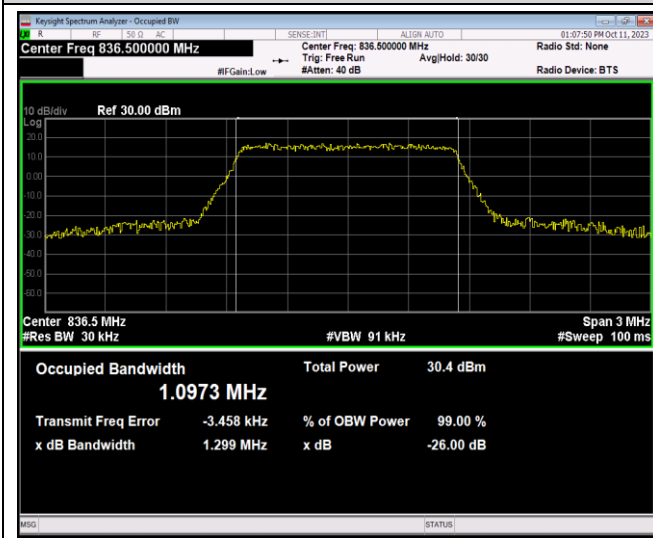 Keysight Spectrum Analyzer - Occupied BW
R RF 50 Ω AC SENSE:INT ALIGN AUTO 01:07:50 PM Oct 11, 2023
Center Freq 836.500000 MHz Center Freq: 836.500000 MHz Radio Std: None
Trig: Free Run Avg|Hold: 30/30
#IFGain:Low #Atten: 40 dB Radio Device: BTS
10 dB/div Ref 30.00 dBm
Log
20.0
10.0
0.00
-10.0
-20.0
-30.0
-40.0
-50.0
-60.0
Center 836.5 MHz Span 3 MHz
#Res BW 30 kHz #VBW 91 kHz #Sweep 100 ms
Occupied Bandwidth Total Power 30.4 dBm
1.0973 MHz
Transmit Freq Error -3.458 kHz % of OBW Power 99.00 %
x dB Bandwidth 1.299 MHz x dB -26.00 dB
MSG STATUS